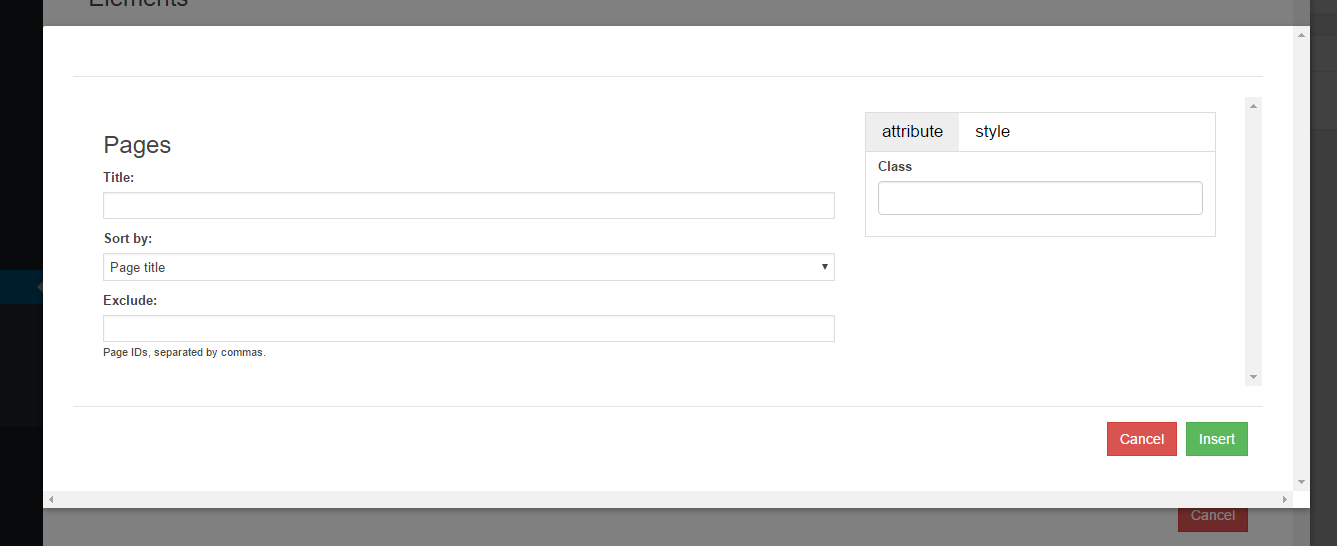 Elements
Pages
Title:
Sort by:
Page title
Exclude:
Page IDs, separated by commas.
attribute style
Class
Cancel Insert
Cancel